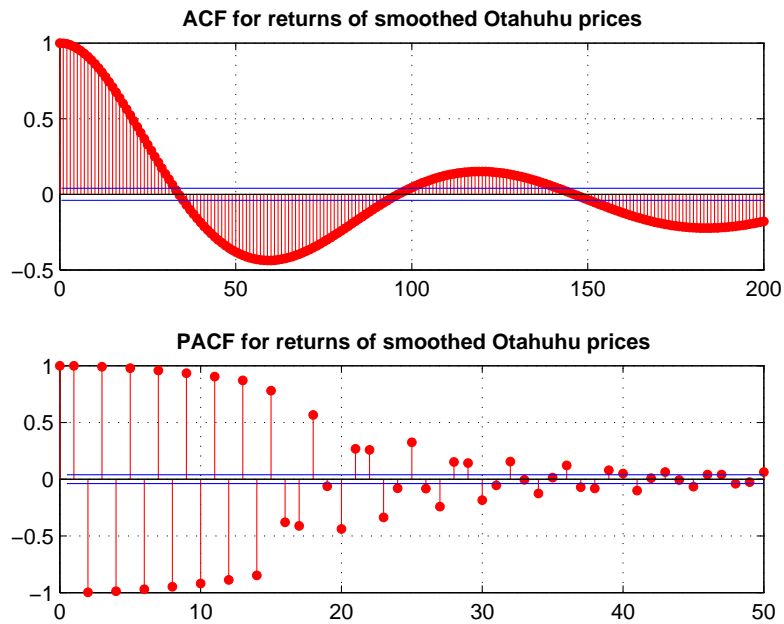 ACF for returns of smoothed Otahuhu prices
1
0.5
0
−0.5
0 50 100 150 200
PACF for returns of smoothed Otahuhu prices
1
0.5
0
−0.5
−1
0 10 20 30 40 50